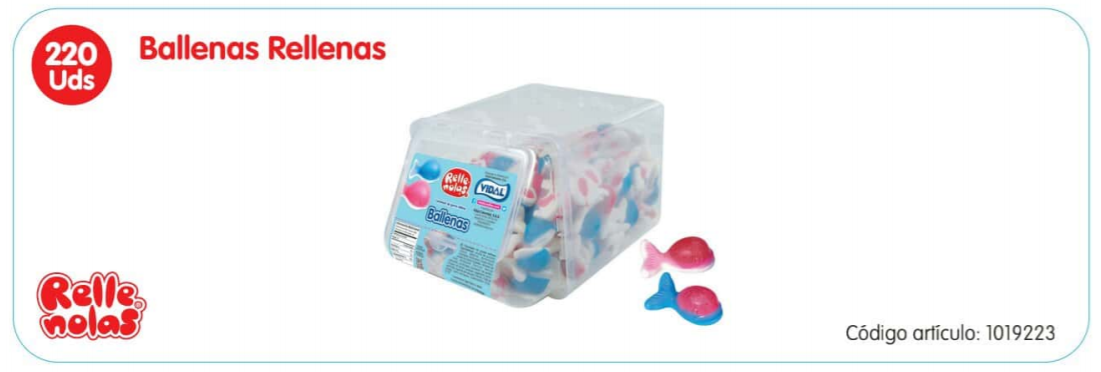 220
Uds
Ballenas Rellenas
Relle
nolas
VIDAL
Ballenas
Relle
nolas
Código artículo: 1019223